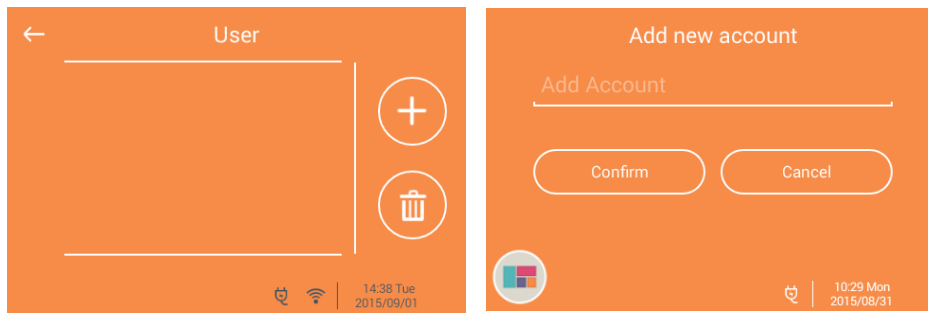 User
14:38 Tue
2015/09/01
Add new account
Add Account
Confirm
Cancel
10:29 Mon
2015/08/31